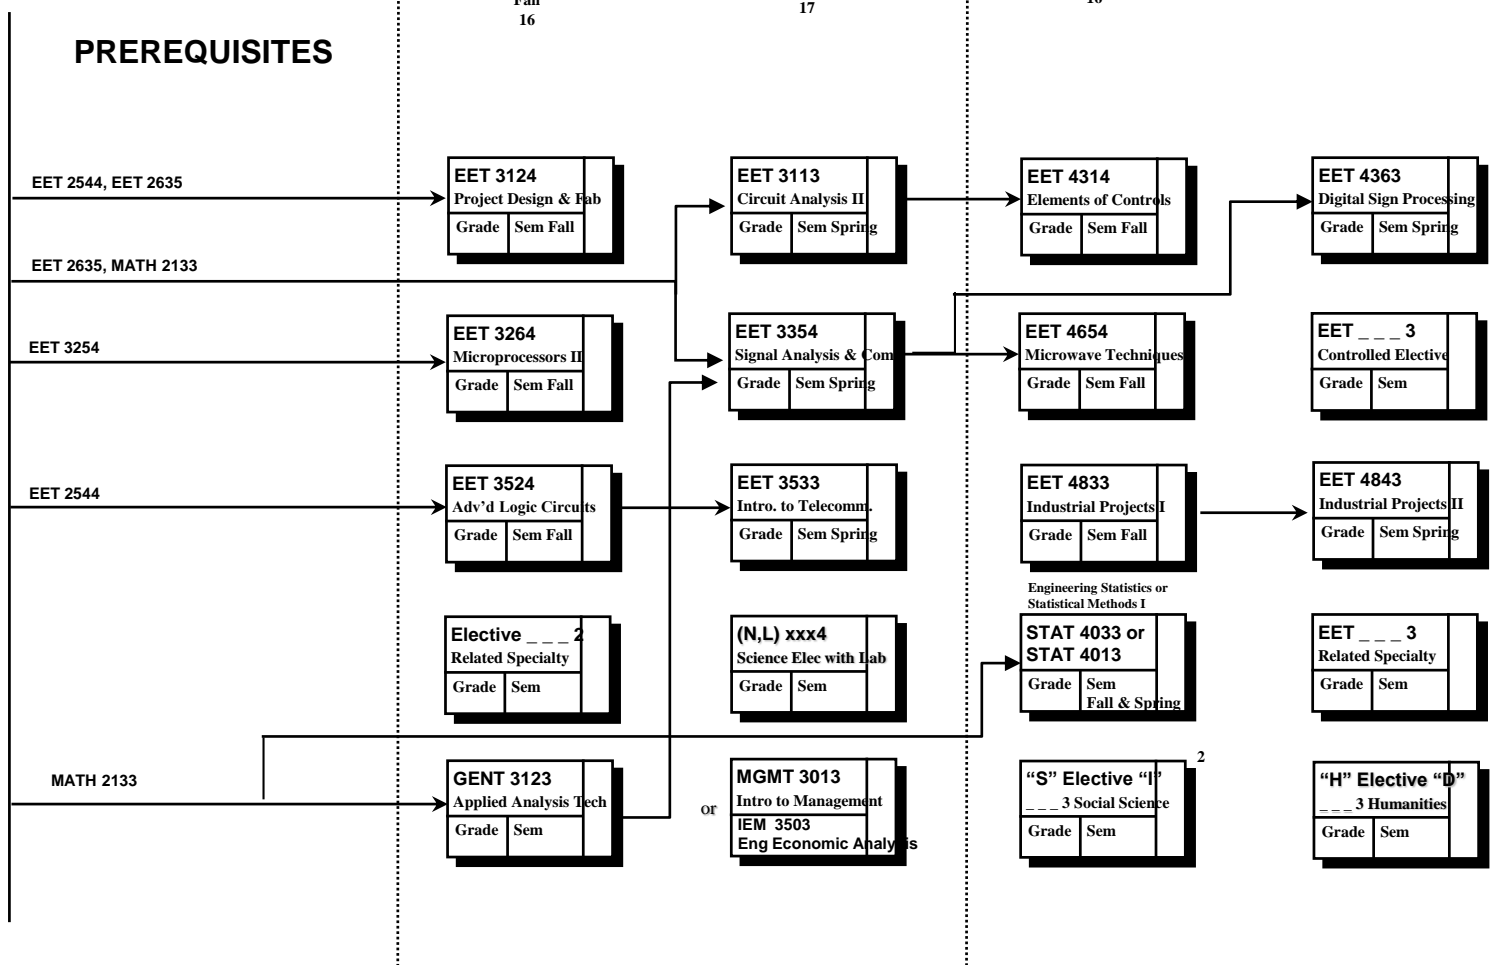 Fall
16
17
PREREQUISITES
EET 2544, EET 2635
EET 2635, MATH 2133
EET 3254
EET 2544
MATH 2133
EET 3124
Project Design & Fab
Grade Sem Fall
EET 3264
Microprocessors II
Grade Sem Fall
EET 3524
Adv’d Logic Circuits
Grade Sem Fall
Elective _ _ _ 2
Related Specialty
Grade Sem
GENT 3123
Applied Analysis Tech
Grade Sem
EET 3113
Circuit Analysis II
Grade Sem Spring
EET 3354
Signal Analysis & Com
Grade Sem Spring
EET 3533
Intro. to Telecomm.
Grade Sem Spring
(N,L) xxx4
Science Elec with Lab
Grade Sem
or
MGMT 3013
Intro to Management
IEM 3503
Eng Economic Analysis
EET 4314
Elements of Controls
Grade Sem Fall
EET 4654
Microwave Techniques
Grade Sem Fall
EET 4833
Industrial Projects I
Grade Sem Fall
Engineering Statistics or
Statistical Methods I
STAT 4033 or
STAT 4013
Grade Sem
Fall & Spring
2
“S” Elective “I”
_ _ _ 3 Social Science
Grade Sem
EET 4363
Digital Sign Processing
Grade Sem Spring
EET _ _ _ 3
Controlled Elective
Grade Sem
EET 4843
Industrial Projects II
Grade Sem Spring
EET _ _ _ 3
Related Specialty
Grade Sem
“H” Elective “D”
_ _ _ 3 Humanities
Grade Sem